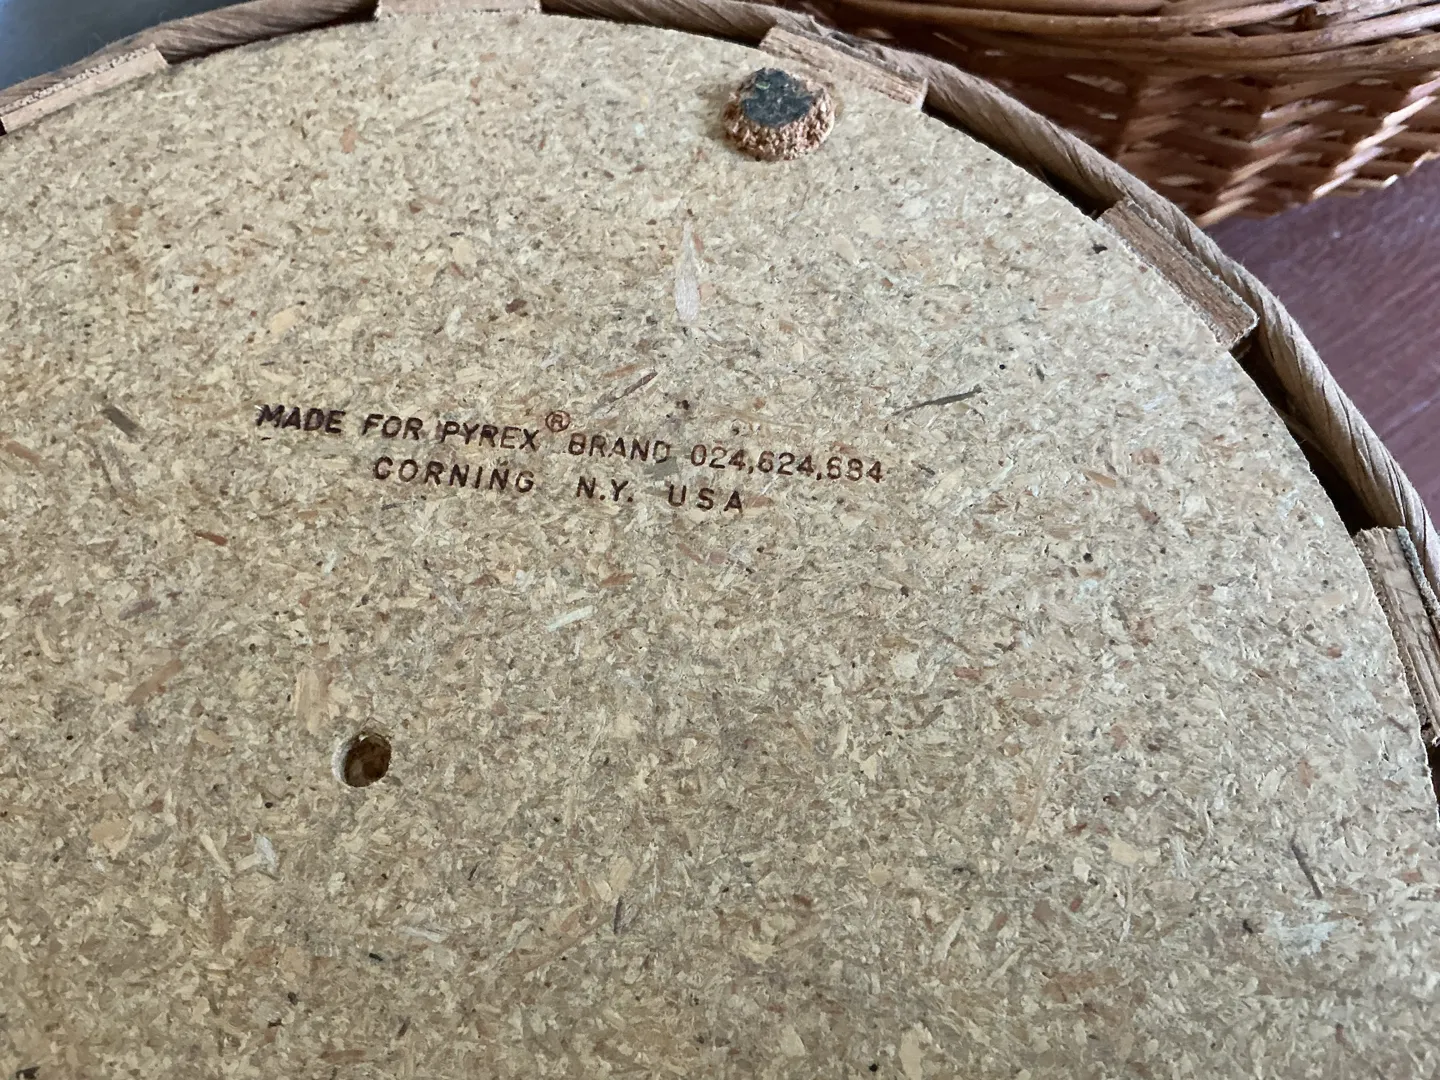 MADE FOR PYREX® BRAND 024,624,684
CORNING N.Y. USA